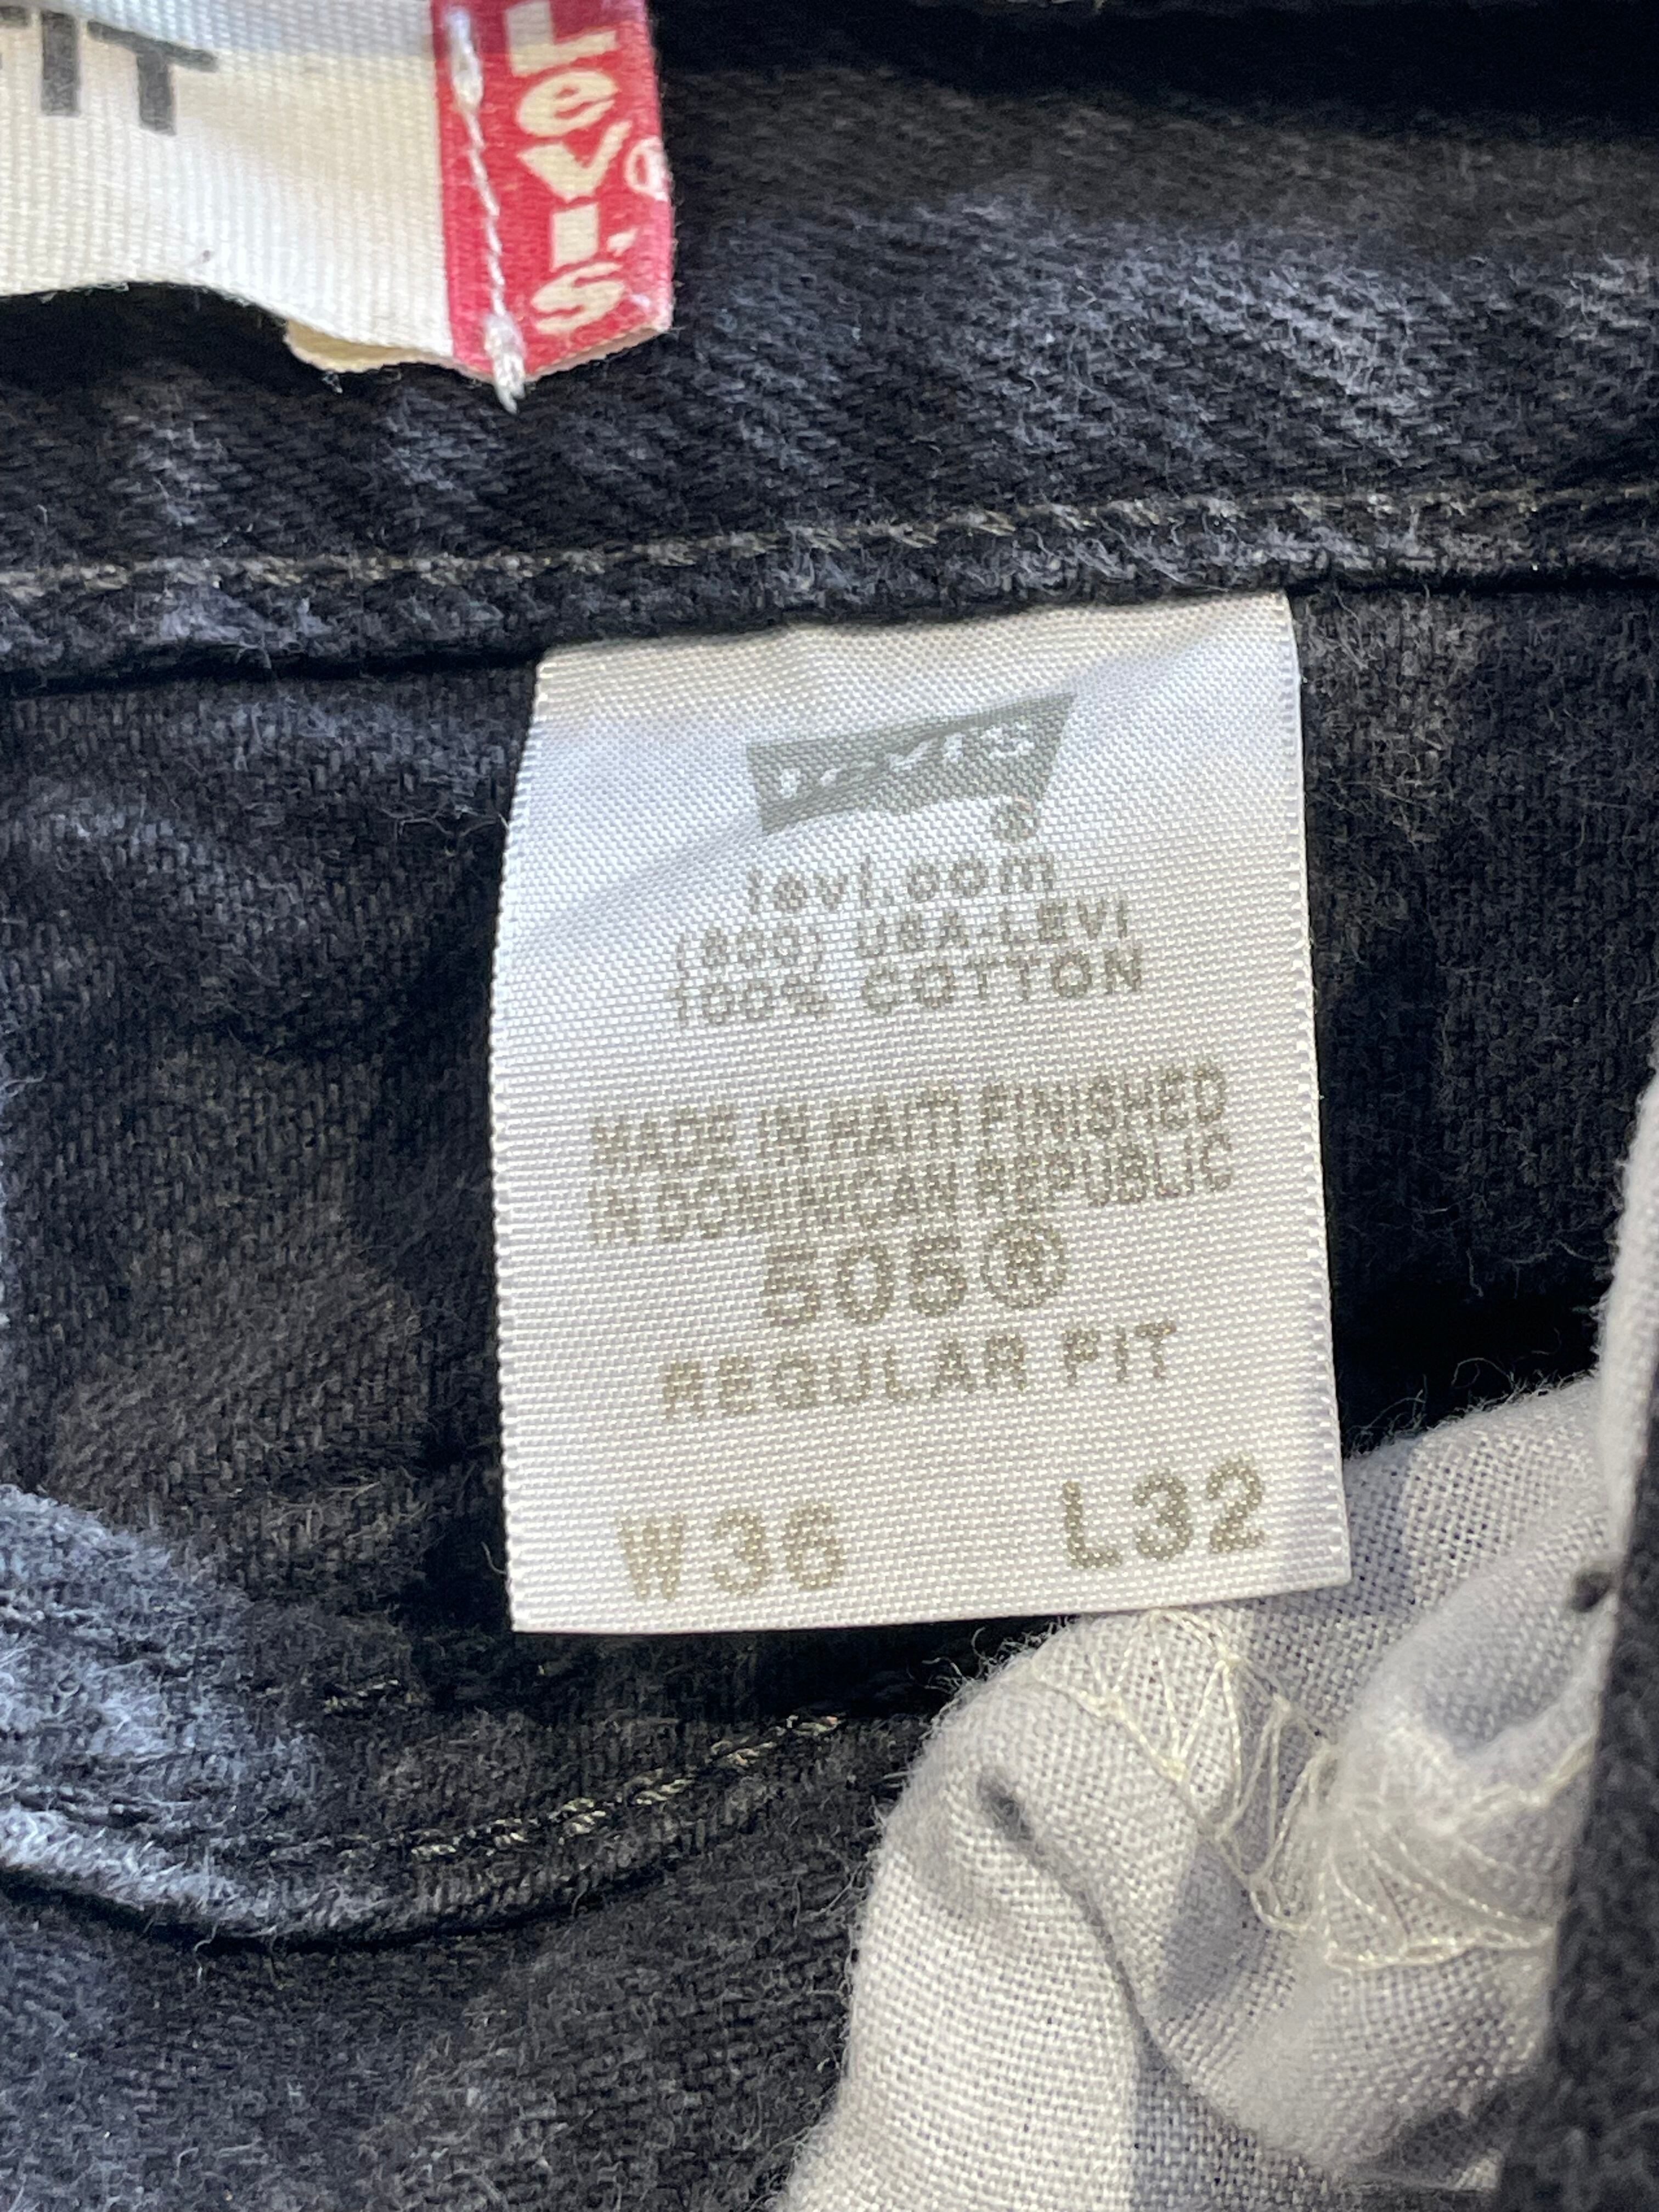 FIT
Levi's®
Levi's
®
levi.com
(800) USA-LEVI
100% COTTON
MADE IN HAITI FINISHED
IN DOMINICAN REPUBLIC
505®
REGULAR FIT
W36 L32